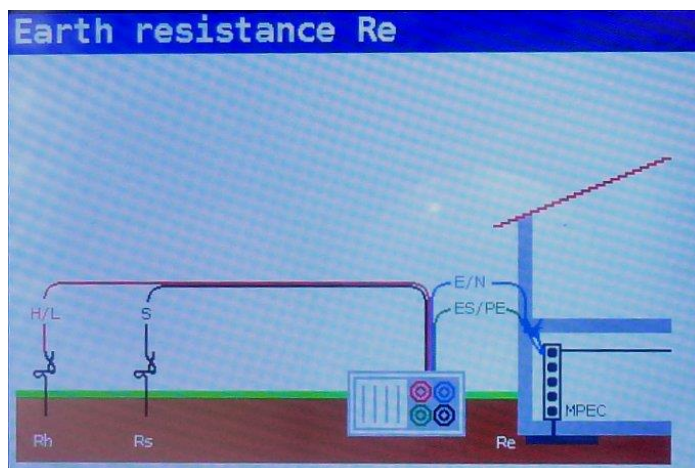 Earth resistance Re
E/N
H/L
S
ES/PE
MPEC
Rh
Rs
Re